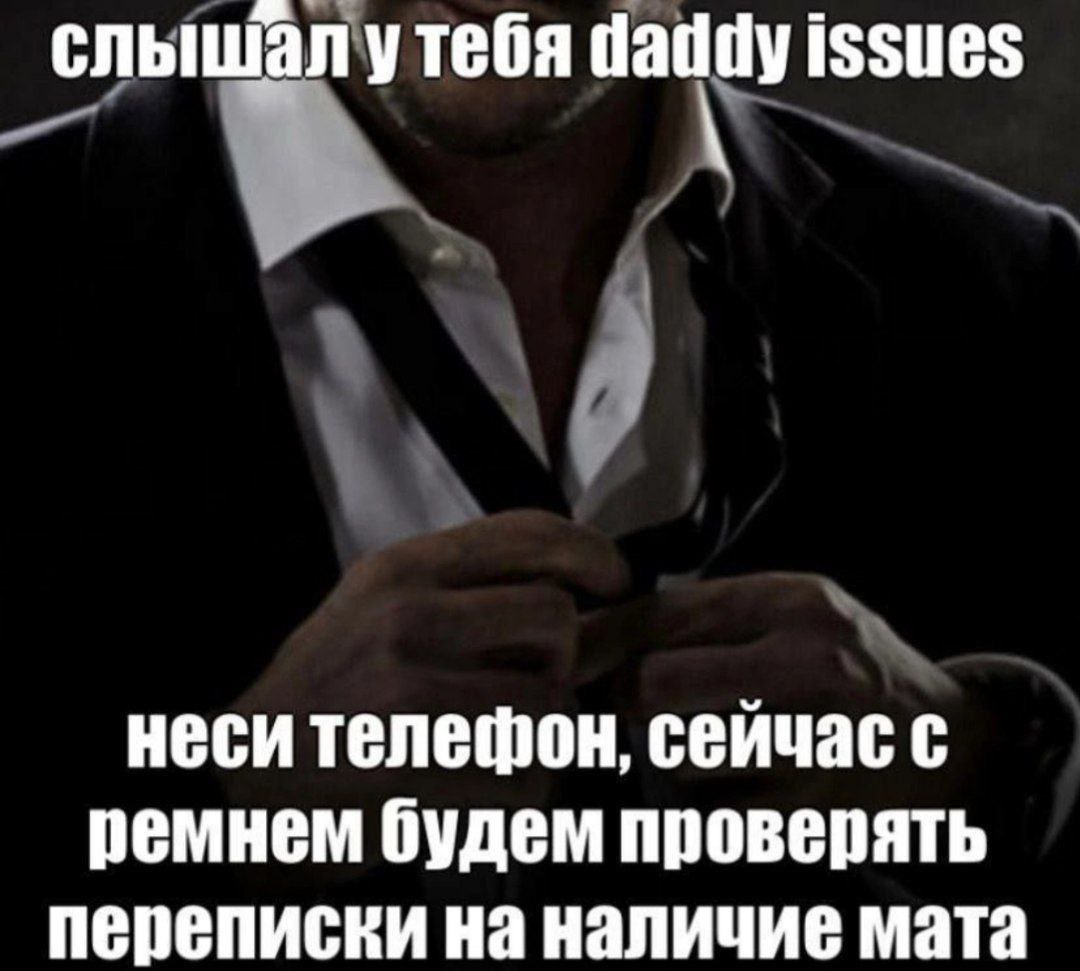 слышал у тебя daddy issues
неси телефон, сейчас с
ремнем будем проверять
переписки на наличие мата